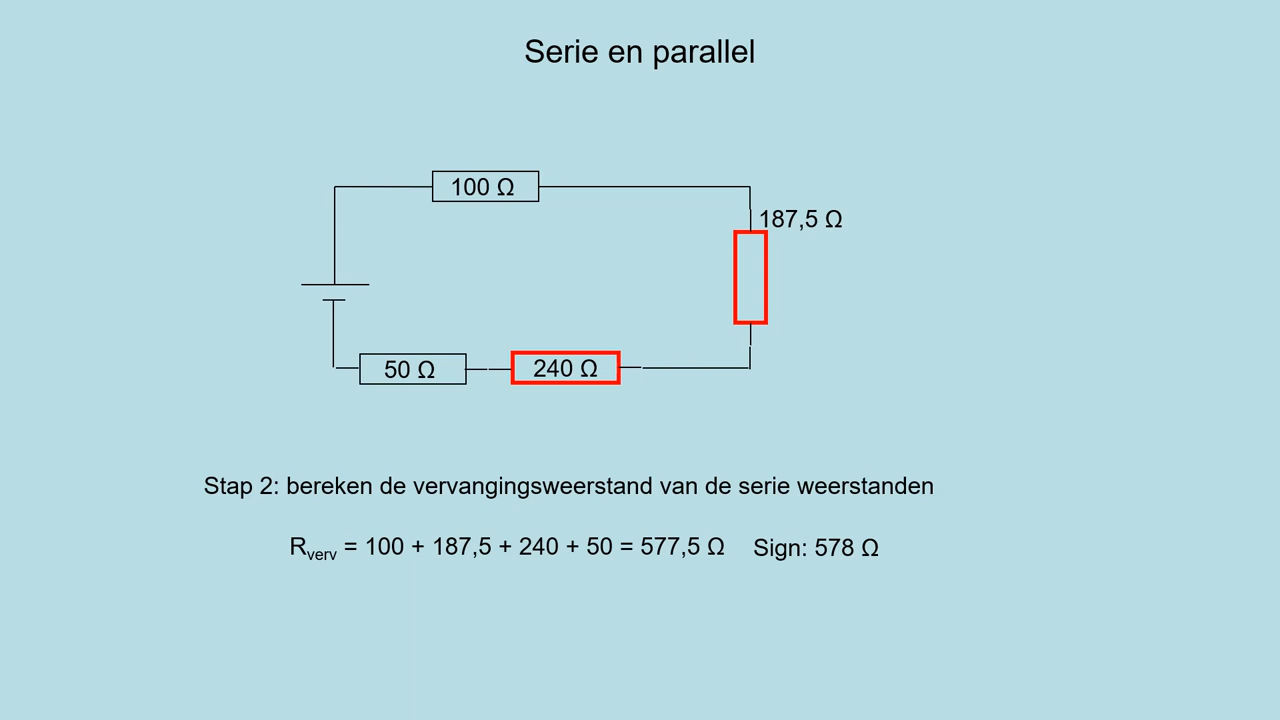 Serie en parallel
100 Ω
187,5 Ω
50 Ω
240 Ω
Stap 2: bereken de vervangingsweerstand van de serie weerstanden
Rverv = 100 + 187,5 + 240 + 50 = 577,5 Ω Sign: 578 Ω